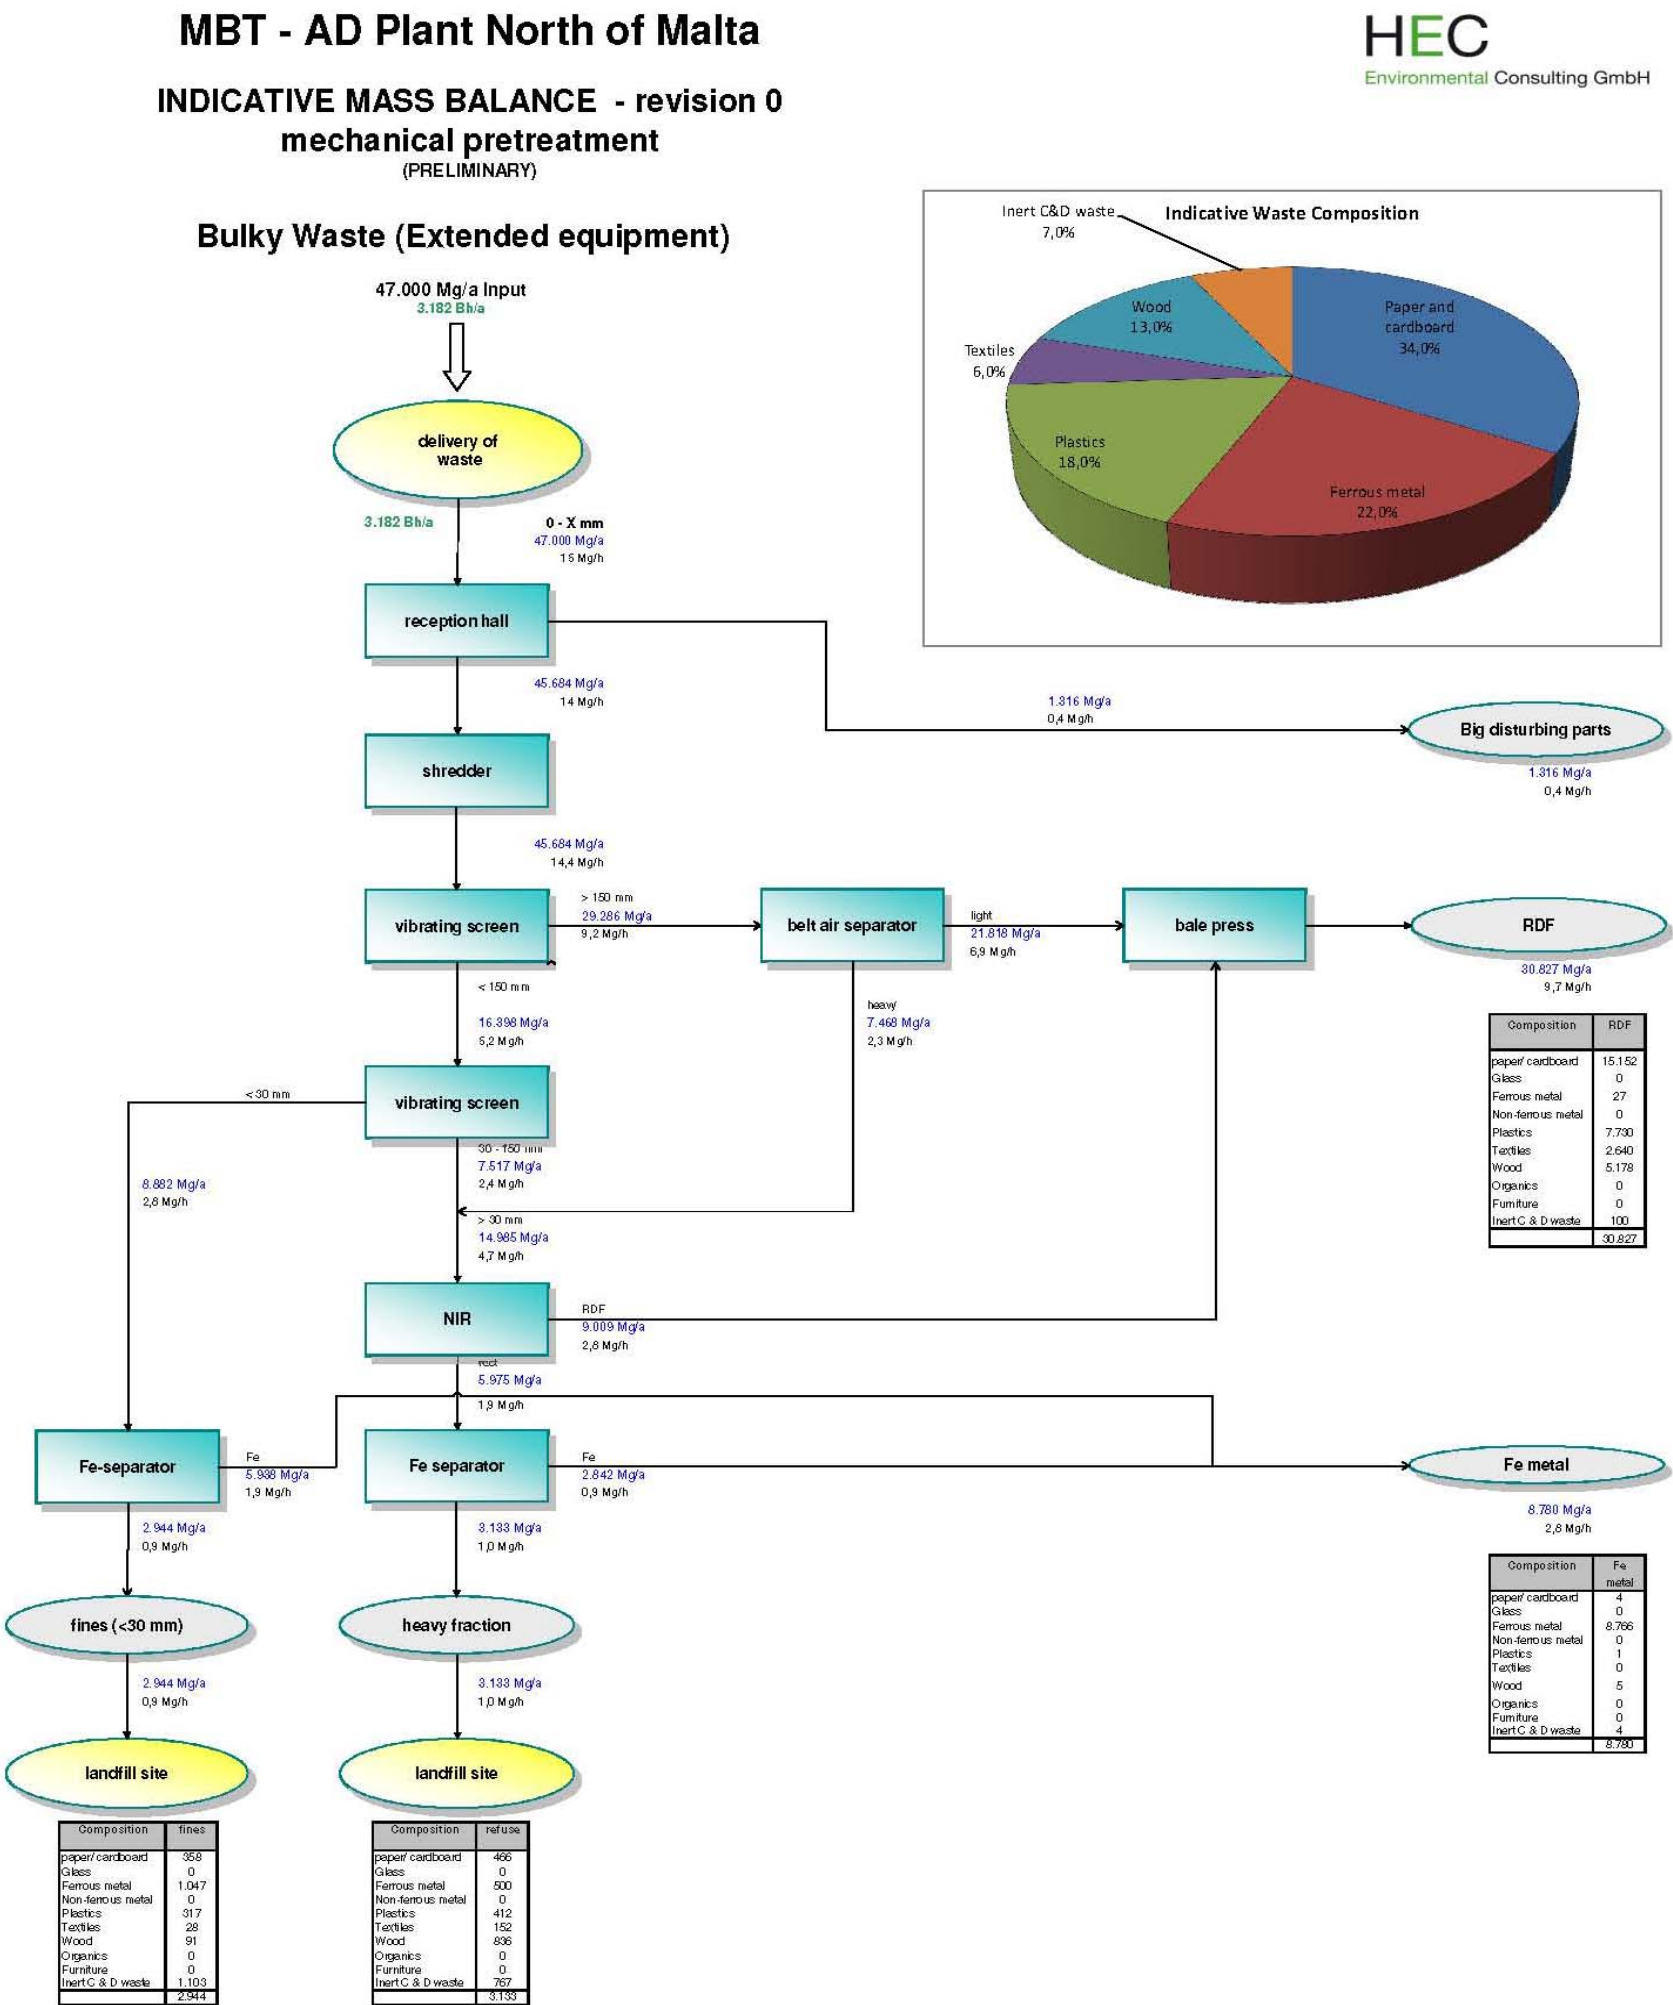 MBT - AD Plant North of Malta
HEC
Environmental Consulting GmbH
INDICATIVE MASS BALANCE - revision 0
mechanical pretreatment
(PRELIMINARY)
Bulky Waste (Extended equipment)
47.000 Mg/a Input
3.182 Bh/a
Indicative Waste Composition
Inert C&D waste
7,0%
Wood
13,0%
Paper and
cardboard
34,0%
Textiles
6,0%
Plastics
18,0%
Ferrous metal
22,0%
delivery of
waste
3.182 Bh/a
0 - X mm
47.000 Mg/a
15 Mg/h
reception hall
45.684 Mg/a
14 Mg/h
1.316 Mg/a
0,4 Mg/h
Big disturbing parts
1.316 Mg/a
0,4 Mg/h
shredder
45.684 Mg/a
14,4 Mg/h
vibrating screen
> 150 mm
29.286 Mg/a
9,2 Mg/h
belt air separator
light
21.818 Mg/a
6,9 Mg/h
bale press
RDF
30.827 Mg/a
9,7 Mg/h
< 150 mm
16.398 Mg/a
5,2 Mg/h
heavy
7.468 Mg/a
2,3 Mg/h
Composition RDF
paper/ cardboard 15.152
Glass 0
Ferrous metal 27
Non-ferrous metal 0
Plastics 7.730
Textiles 2.640
Wood 5.178
Organics 0
Furniture 0
Inert C & D waste 100
30.827
vibrating screen
< 30 mm
8.882 Mg/a
2,8 Mg/h
30 - 150 mm
7.517 Mg/a
2,4 Mg/h
> 30 mm
14.985 Mg/a
4,7 Mg/h
NIR
RDF
9.009 Mg/a
2,8 Mg/h
5.975 Mg/a
1,9 Mg/h
Fe-separator
Fe
5.938 Mg/a
1,9 Mg/h
Fe separator
Fe
2.842 Mg/a
0,9 Mg/h
Fe metal
8.780 Mg/a
2,8 Mg/h
2.944 Mg/a
0,9 Mg/h
3.133 Mg/a
1,0 Mg/h
Composition Fe
metal
paper/ cardboard 4
Glass 0
Ferrous metal 8.766
Non-ferrous metal 0
Plastics 1
Textiles 0
Wood 5
Organics 0
Furniture 0
Inert C & D waste 4
8.780
fines (<30 mm)
heavy fraction
2.944 Mg/a
0,9 Mg/h
3.133 Mg/a
1,0 Mg/h
landfill site
landfill site
Composition fines
paper/ cardboard 358
Glass 0
Ferrous metal 1.047
Non-ferrous metal 0
Plastics 317
Textiles 28
Wood 91
Organics 0
Furniture 0
Inert C & D waste 1.103
2.944
Composition refuse
paper/ cardboard 466
Glass 0
Ferrous metal 500
Non-ferrous metal 0
Plastics 412
Textiles 152
Wood 836
Organics 0
Furniture 0
Inert C & D waste 767
3.133